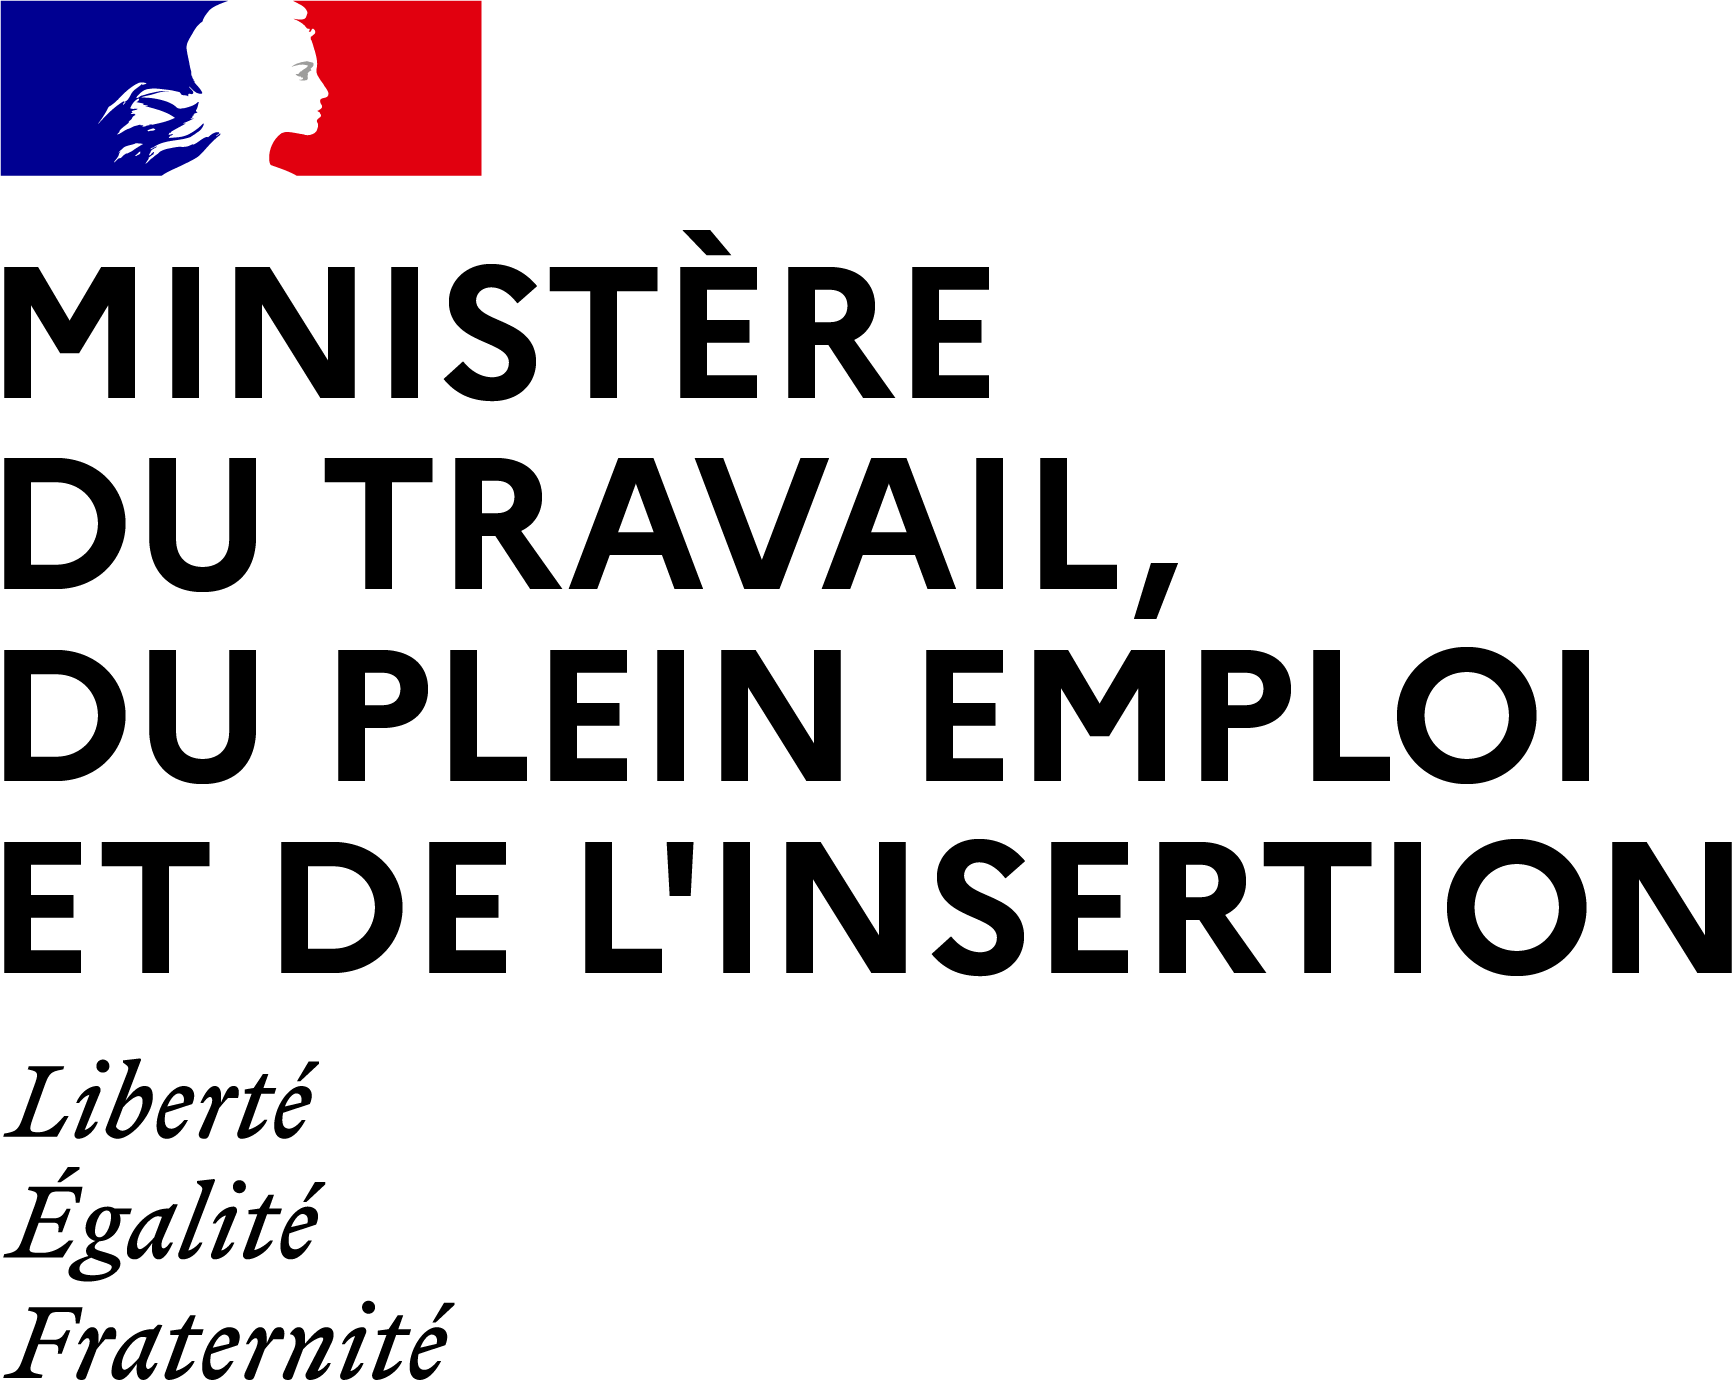 MINISTÈRE
DU TRAVAIL,
DU PLEIN EMPLOI
ET DE L'INSERTION
Liberté
Égalité
Fraternité